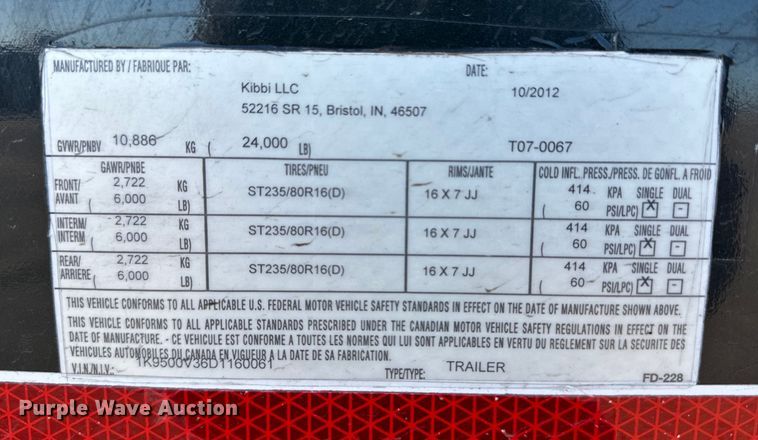 MANUFACTURED BY / FABRIQUE PAR: DATE:
Kibbi LLC 10/2012
52216 SR 15, Bristol, IN, 46507
GVWR/PNBV 10,886 KG ( 24,000 LB) T07-0067
GAWR/PNBE TIRES/PNEU RIMS/JANTE COLD INFL. PRESS./PRESS. DE GONFL. A FROID
FRONT/ 2,722 KG ST235/80R16(D) 16 X 7 JJ 414 KPA SINGLE DUAL
AVANT ( 6,000 LB) ( 60 PSI/LPC) X -
INTERM/ 2,722 KG ST235/80R16(D) 16 X 7 JJ 414 KPA SINGLE DUAL
INTERM ( 6,000 LB) ( 60 PSI/LPC) X -
REAR/ 2,722 KG ST235/80R16(D) 16 X 7 JJ 414 KPA SINGLE DUAL
ARRIÈRE ( 6,000 LB) ( 60 PSI/LPC) X -
THIS VEHICLE CONFORMS TO ALL APPLICABLE U.S. FEDERAL MOTOR VEHICLE SAFETY STANDARDS IN EFFECT ON THE DATE OF MANUFACTURE SHOWN ABOVE.
THIS VEHICLE CONFORMS TO ALL APPLICABLE STANDARDS PRESCRIBED UNDER THE CANADIAN MOTOR VEHICLE SAFETY REGULATIONS IN EFFECT ON THE
DATE OF MANUFACTURE. - CE VEHICULE EST CONFORME A TOUTES LES NORMES QUI LUI SONT APPLICABLES EN VERTU DU REGLEMENT SUR LA SECURITE DES
VEHICULES AUTOMOBILES DU CANADA EN VIGUEUR A LA DATE DE SA FABRICATION.
V.I.N./N.I.V.: 1K9500V36D1160061 TYPE/TYPE: TRAILER FD-228
Purple Wave Auction